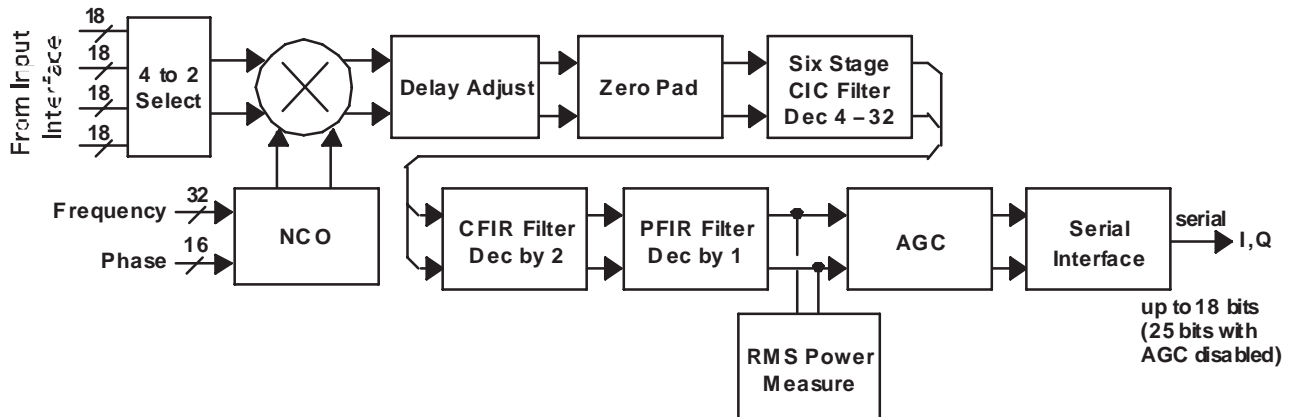 From Input
Interface
18
18
18
18
4 to 2
Select
Delay Adjust
Zero Pad
Six Stage
CIC Filter
Dec 4 – 32
Frequency
32
Phase
16
NCO
CFIR Filter
Dec by 2
PFIR Filter
Dec by 1
AGC
Serial
Interface
serial
I, Q
up to 18 bits
(25 bits with
AGC disabled)
RMS Power
Measure